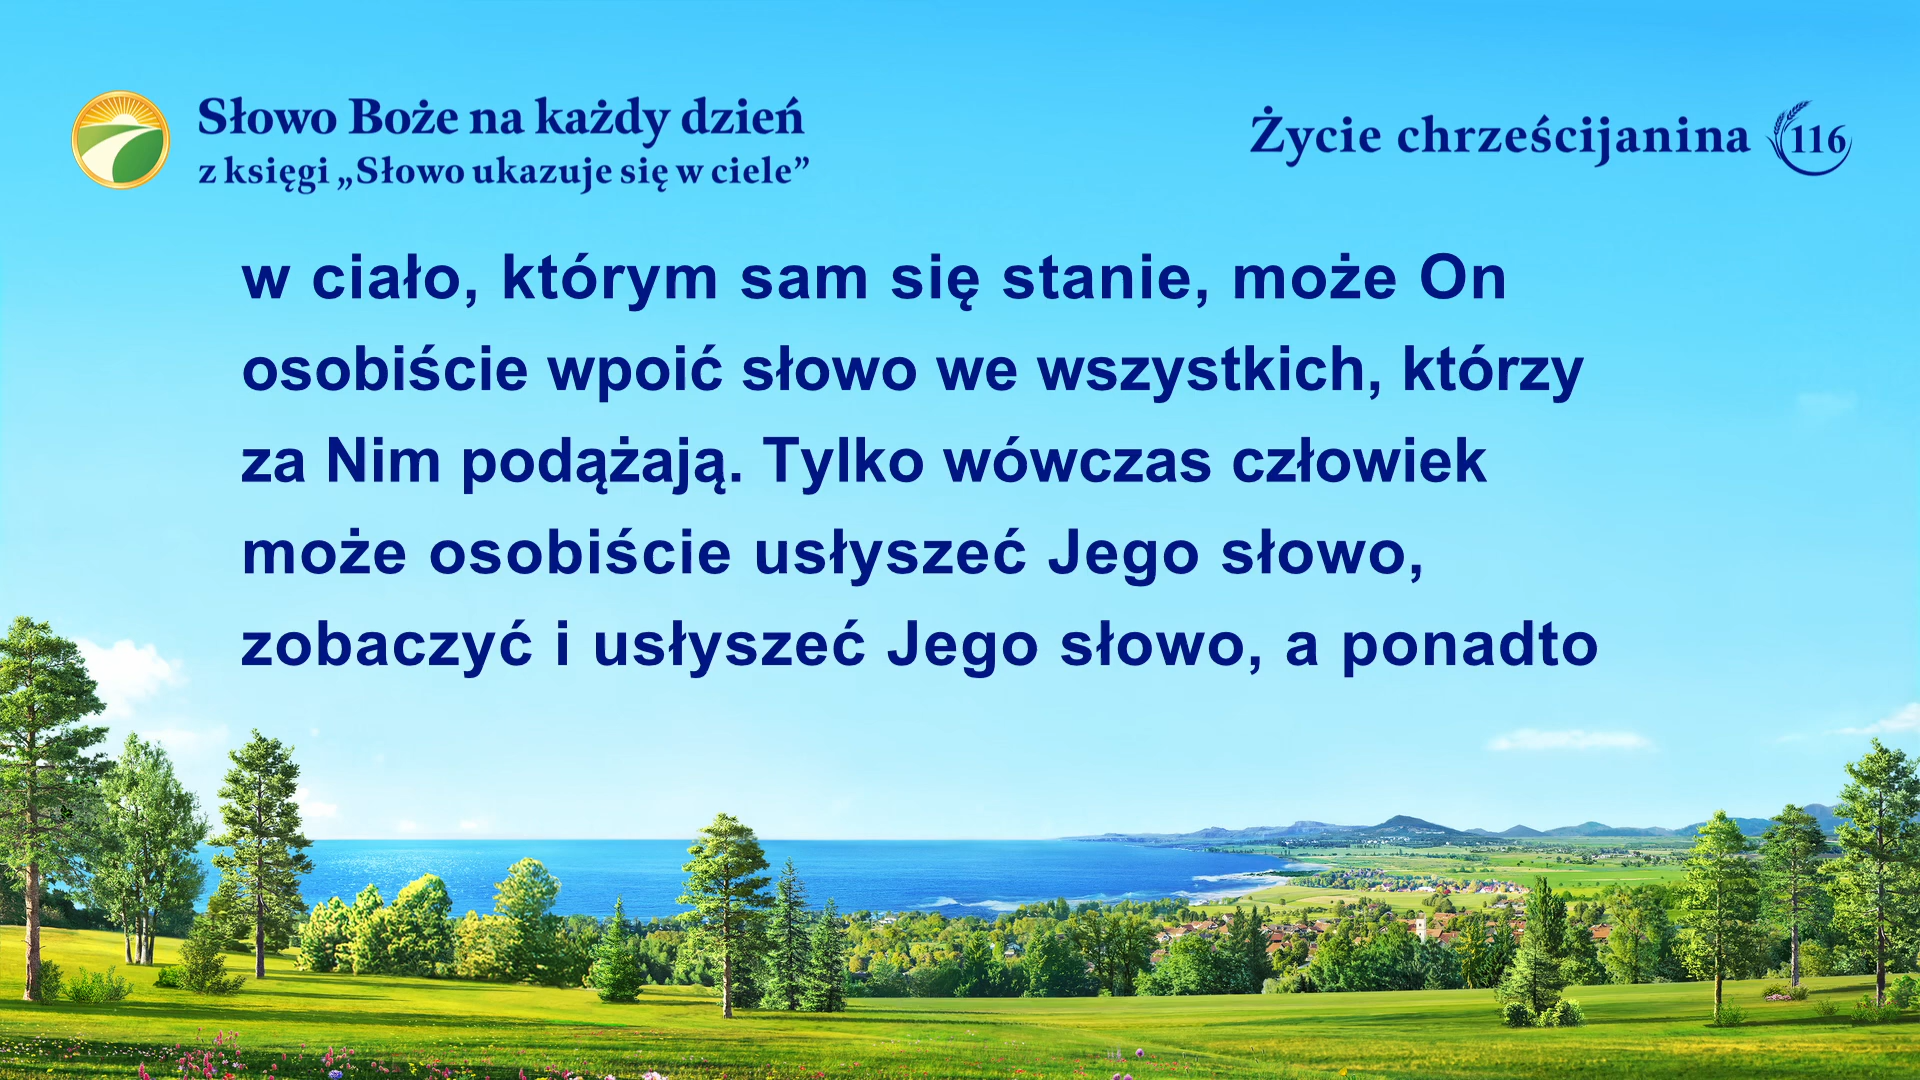 Słowo Boże na każdy dzień
z księgi „Słowo ukazuje się w ciele”
Życie chrześcijanina 116
w ciało, którym sam się stanie, może On
osobiście wpoić słowo we wszystkich, którzy
za Nim podążają. Tylko wówczas człowiek
może osobiście usłyszeć Jego słowo,
zobaczyć i usłyszeć Jego słowo, a ponadto